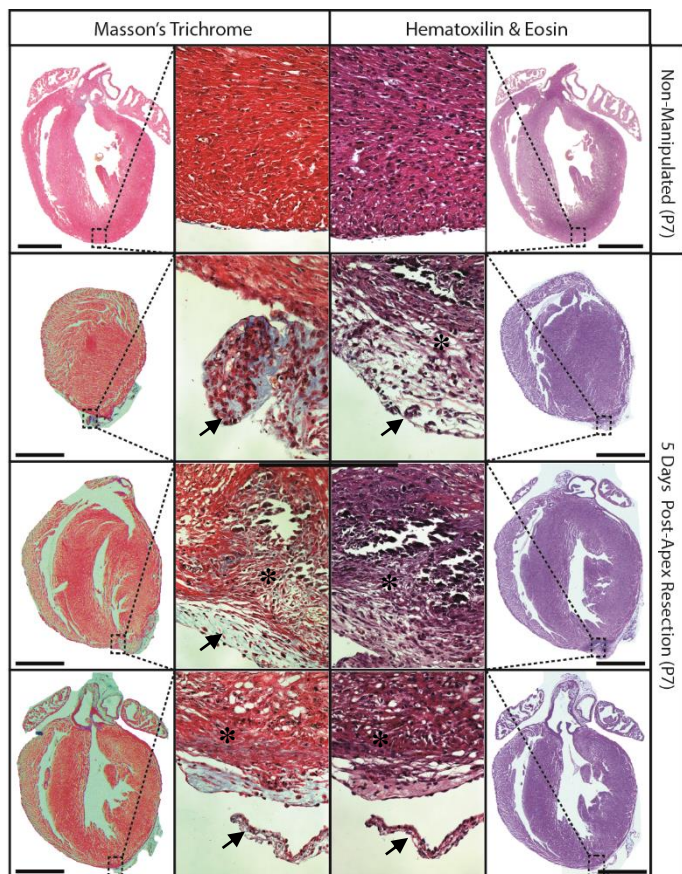 Masson's Trichrome
Hematoxilin & Eosin
Non-Manipulated (P7)
5 Days Post-Apex Resection (P7)